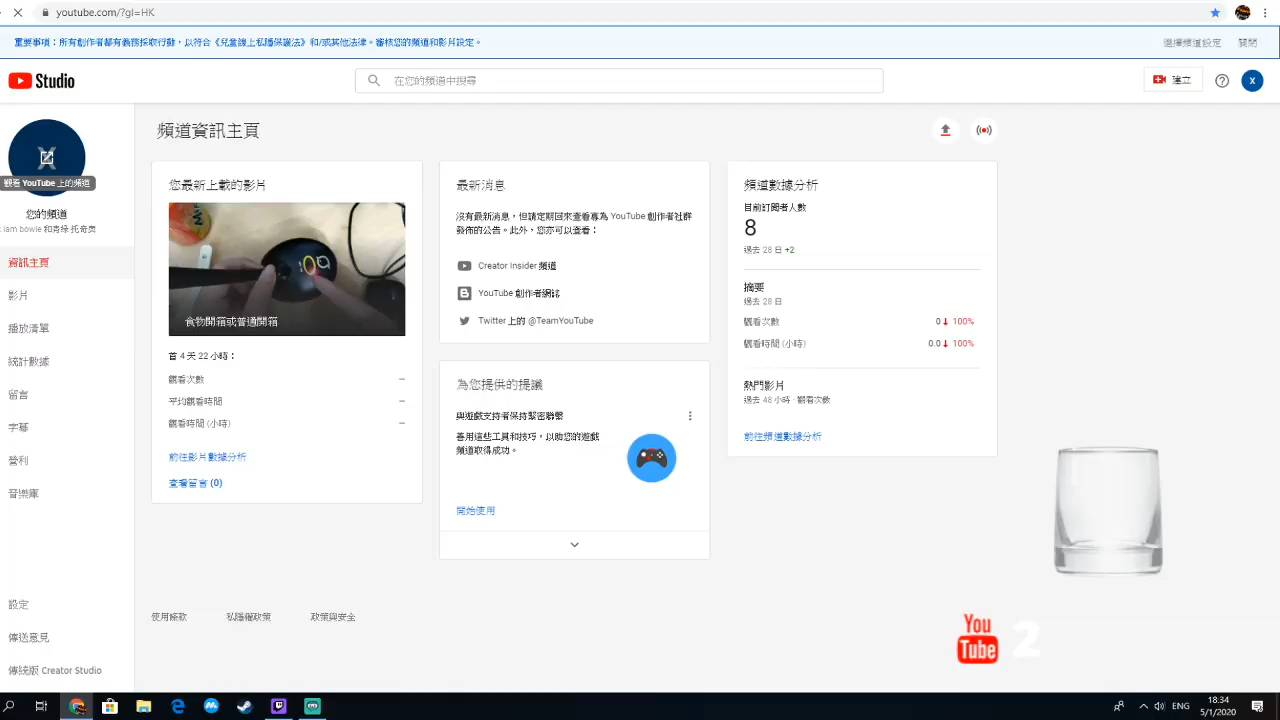 youtube.com/?gl=HK
重要事項：所有創作者都有義務採取行動，以符合《兒童線上私隱保護法》和/或其他法律。審核您的頻道和影片設定。
選擇頻道設定 關閉
Studio
在您的頻道中搜尋
建立
X
觀看 YouTube 上的頻道
您的頻道
iam bowie 和青綠 托奇奧
資訊主頁
影片
播放清單
統計數據
留言
字幕
營利
音樂庫
設定
傳送意見
傳統版 Creator Studio
頻道資訊主頁
您最新上載的影片
食物開箱或普通開箱
首 4 天 22 小時：
觀看次數 –
平均觀看時間 –
觀看時間 (小時) –
前往影片數據分析
查看留言 (0)
最新消息
沒有最新消息，但請定期回來查看專為 YouTube 創作者社群
發佈的公告。此外，您亦可以查看：
Creator Insider 頻道
YouTube 創作者網誌
Twitter 上的 @TeamYouTube
為您提供的提議
與遊戲支持者保持緊密聯繫
善用這些工具和技巧，以助您的遊戲
頻道取得成功。
開始使用
頻道數據分析
目前訂閱者人數
8
過去 28 日 +2
摘要
過去 28 日
觀看次數 0 100%
觀看時間 (小時) 0.0 100%
熱門影片
過去 48 小時 · 觀看次數
前往頻道數據分析
使用條款 私隱權政策 政策與安全
You
Tube
2
ENG
18:34
5/1/2020